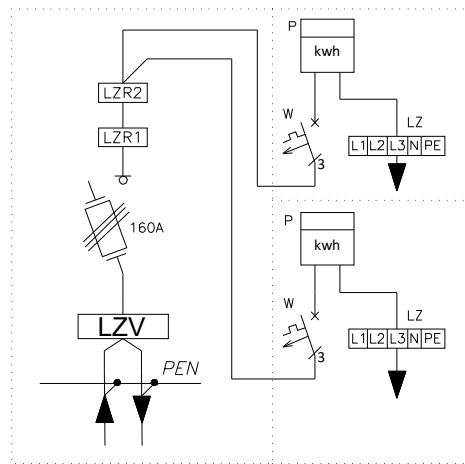 P
kwh
LZR2
W
LZ
LZR1
L1 L2 L3 N PE
3
160A
P
kwh
W
LZ
LZV
L1 L2 L3 N PE
3
PEN